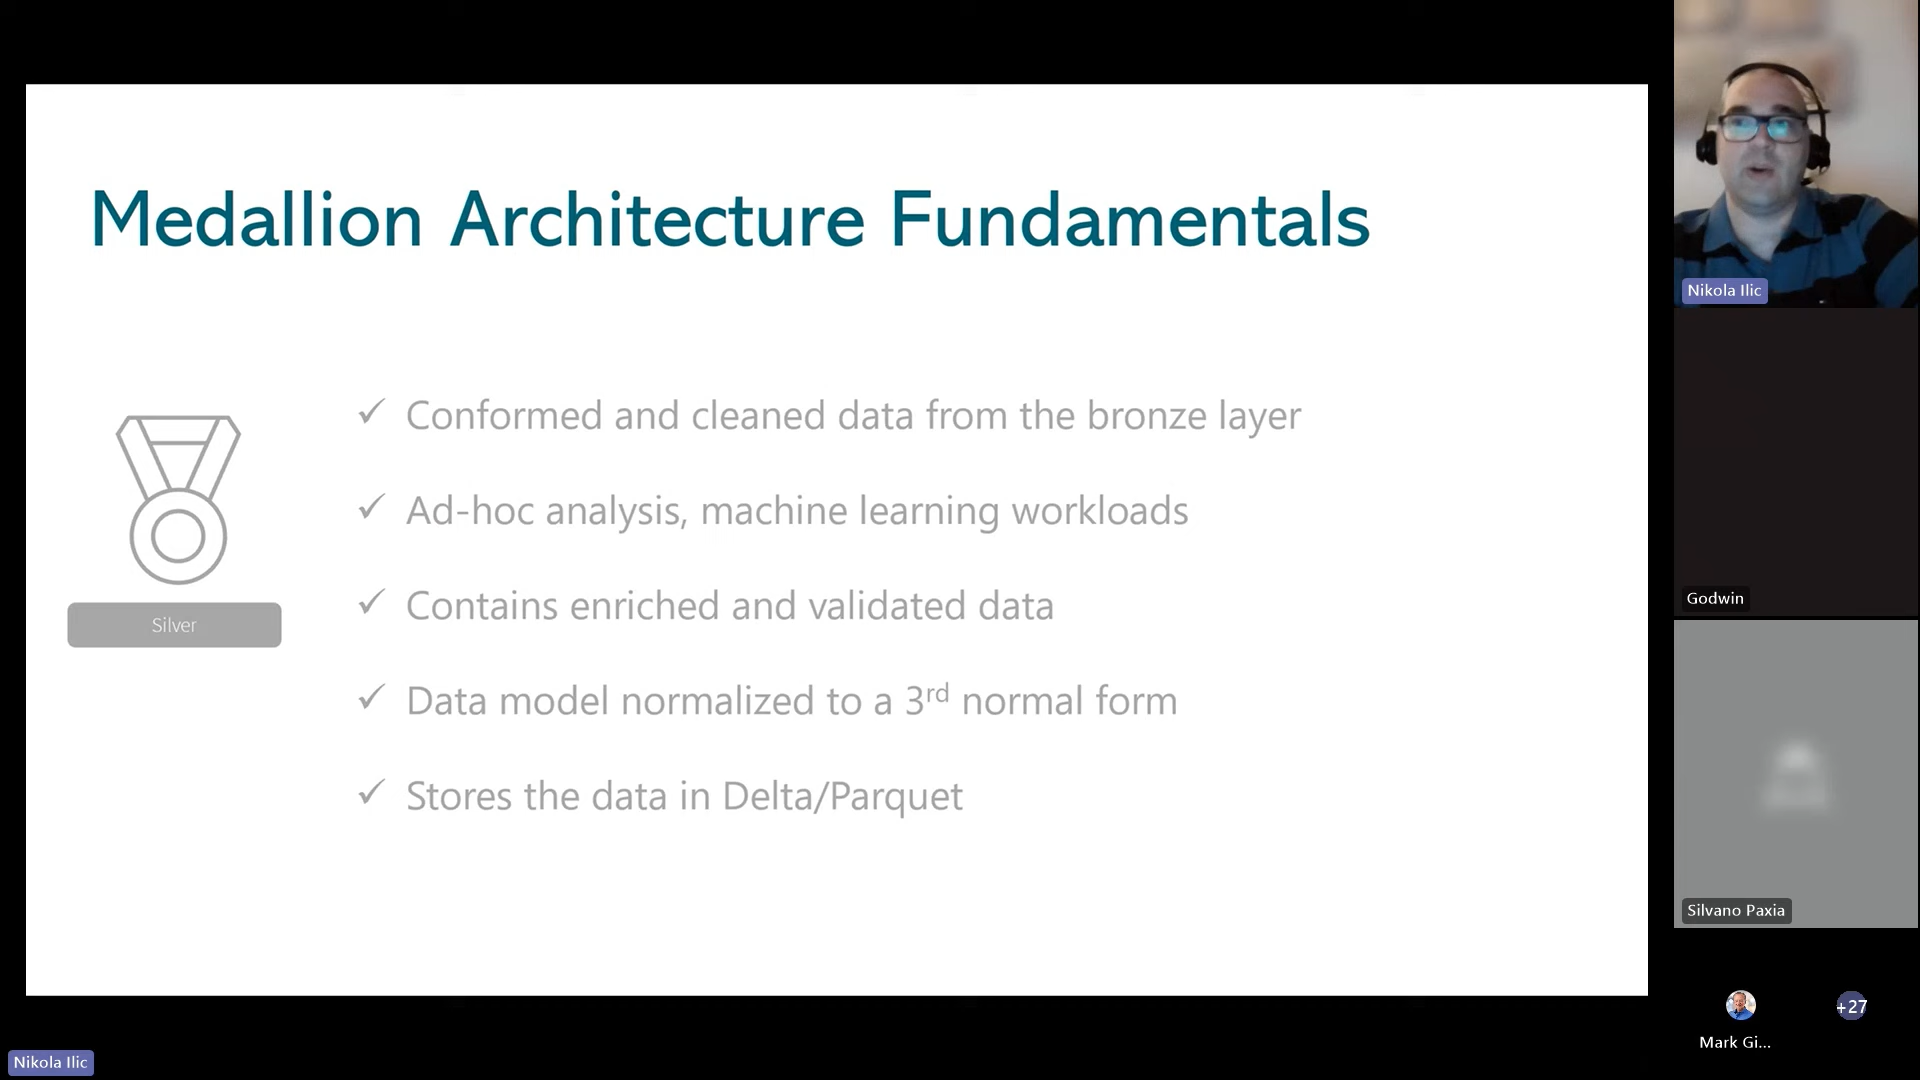 Medallion Architecture Fundamentals
✓ Conformed and cleaned data from the bronze layer
✓ Ad-hoc analysis, machine learning workloads
✓ Contains enriched and validated data
✓ Data model normalized to a 3rd normal form
✓ Stores the data in Delta/Parquet
Silver
Nikola Ilic
Godwin
Silvano Paxia
+27
Mark Gi...
Nikola Ilic